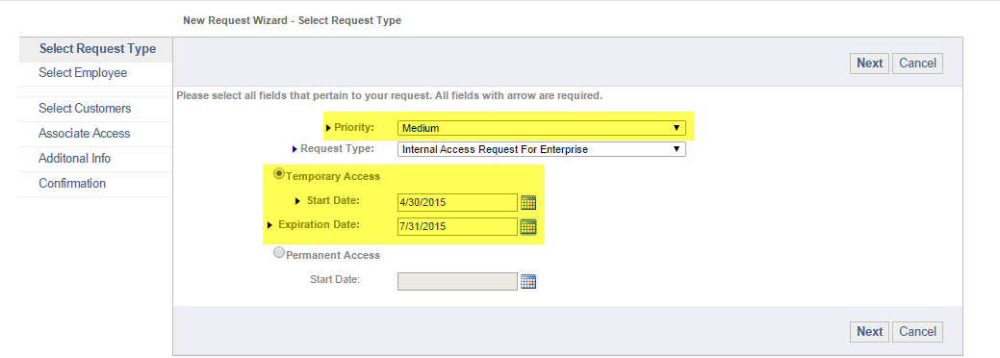 New Request Wizard - Select Request Type
Select Request Type
Select Employee
Select Customers
Associate Access
Additonal Info
Confirmation
Next Cancel
Please select all fields that pertain to your request. All fields with arrow are required.
Priority: Medium
Request Type: Internal Access Request For Enterprise
Temporary Access
Start Date: 4/30/2015
Expiration Date: 7/31/2015
Permanent Access
Start Date:
Next Cancel